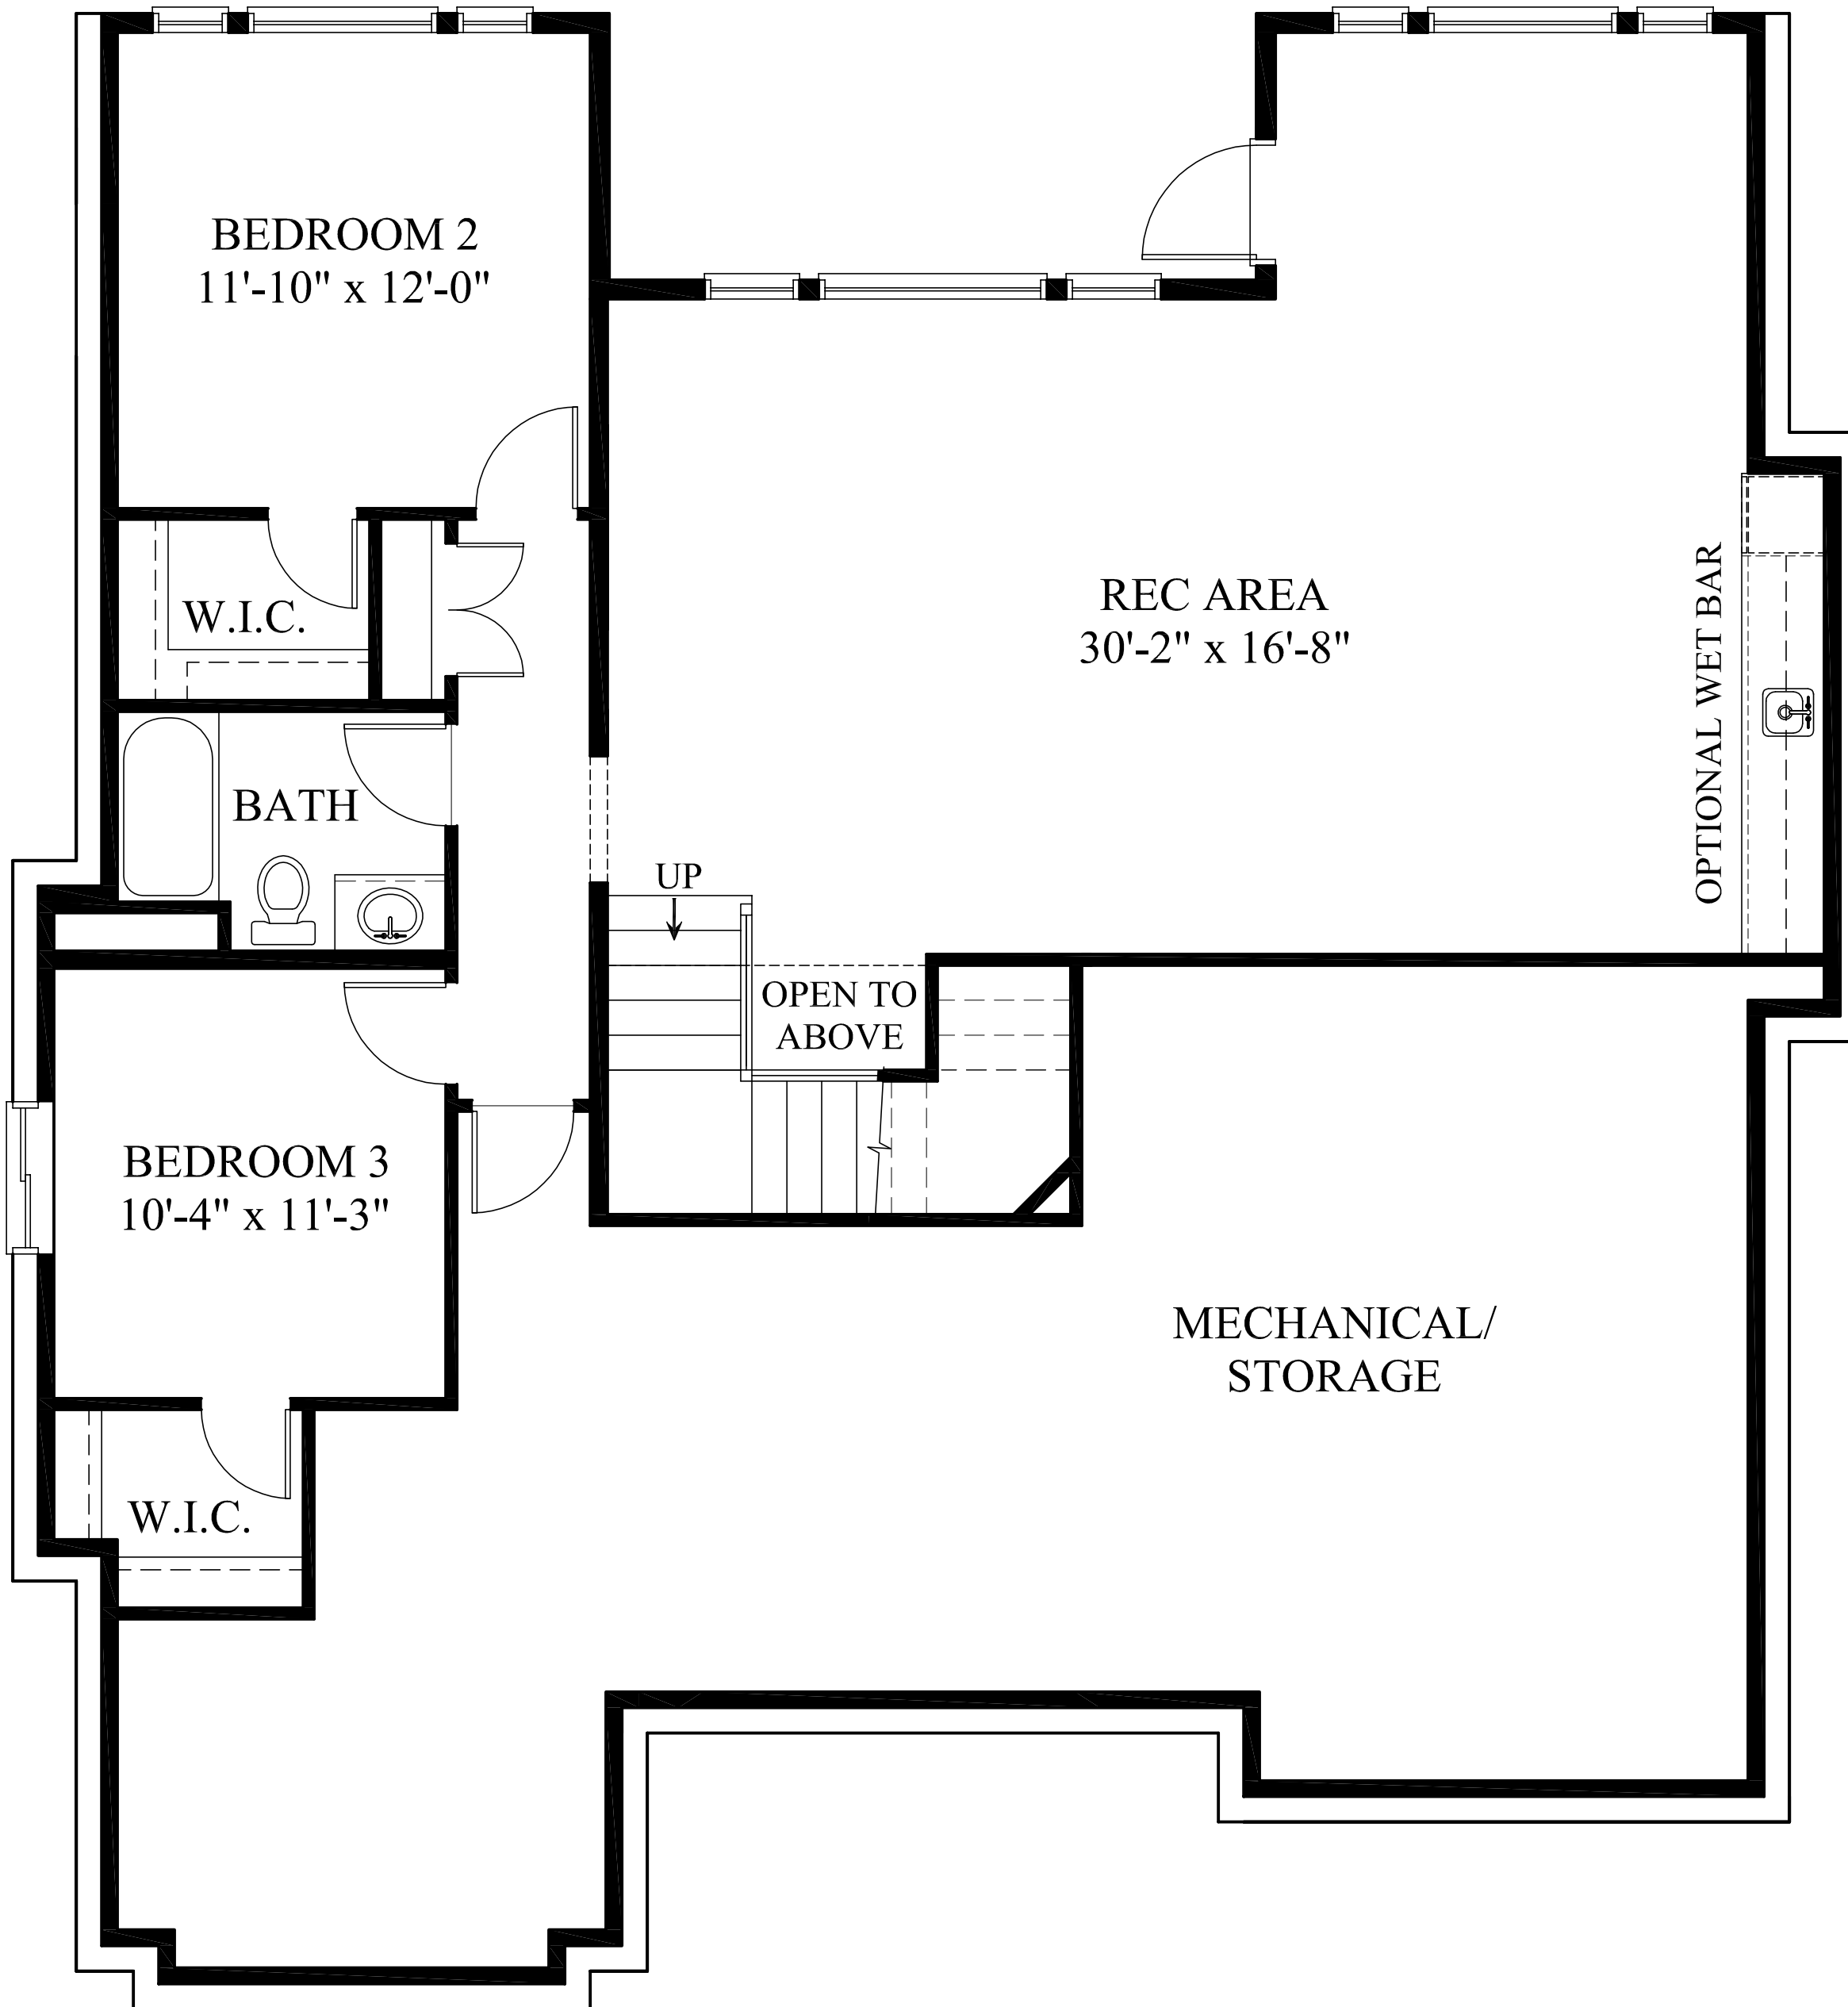 BEDROOM 2
11'-10" x 12'-0"
W.I.C.
REC AREA
30'-2" x 16'-8"
OPTIONAL WET BAR
BATH
UP
OPEN TO
ABOVE
BEDROOM 3
10'-4" x 11'-3"
MECHANICAL/
STORAGE
W.I.C.